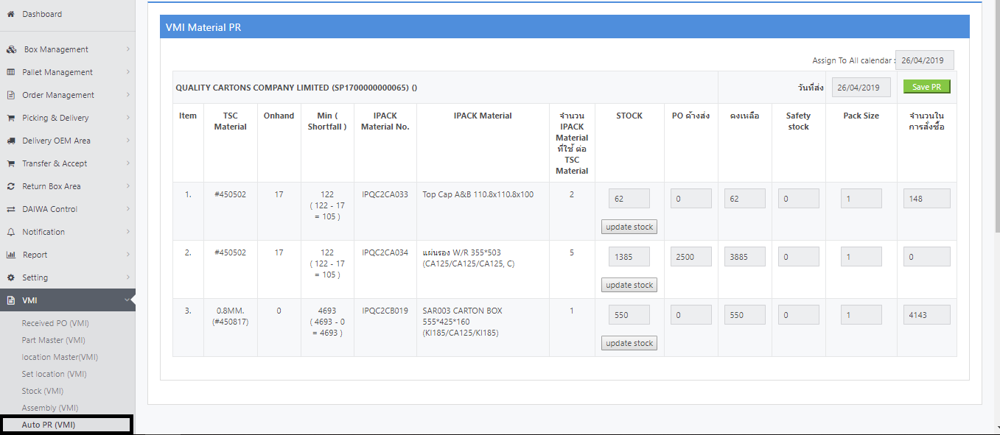 Dashboard
Box Management
Pallet Management
Order Management
Picking & Delivery
Delivery OEM Area
Transfer & Accept
Return Box Area
DAIWA Control
Notification
Report
Setting
VMI
Received PO (VMI)
Part Master (VMI)
location Master(VMI)
Set location (VMI)
Stock (VMI)
Assembly (VMI)
Auto PR (VMI)
VMI Material PR
Assign To All calendar : 26/04/2019
QUALITY CARTONS COMPANY LIMITED (SP1700000000065) () วันที่ส่ง 26/04/2019 Save PR
Item
TSC
Material
Onhand
Min (
Shortfall )
IPACK
Material No.
IPACK Material
จำนวน
IPACK
Material
ที่ใช้ ต่อ
TSC
Material
STOCK
PO ค้างส่ง
คงเหลือ
Safety
stock
Pack Size
จำนวนใน
การสั่งซื้อ
1.
#450502
17
122
( 122 - 17
= 105 )
IPQC2CA033
Top Cap A&B 110.8x110.8x100
2
62
update stock
0
62
0
1
148
2.
#450502
17
122
( 122 - 17
= 105 )
IPQC2CA034
แผ่นรอง W/R 355*503
(CA125/CA125/CA125, C)
5
1385
update stock
2500
3885
0
1
0
3.
0.8MM.
(#450817)
0
4693
( 4693 - 0
= 4693 )
IPQC2CB019
SAR003 CARTON BOX
555*425*160
(KI185/CA125/KI185)
1
550
update stock
0
550
0
1
4143